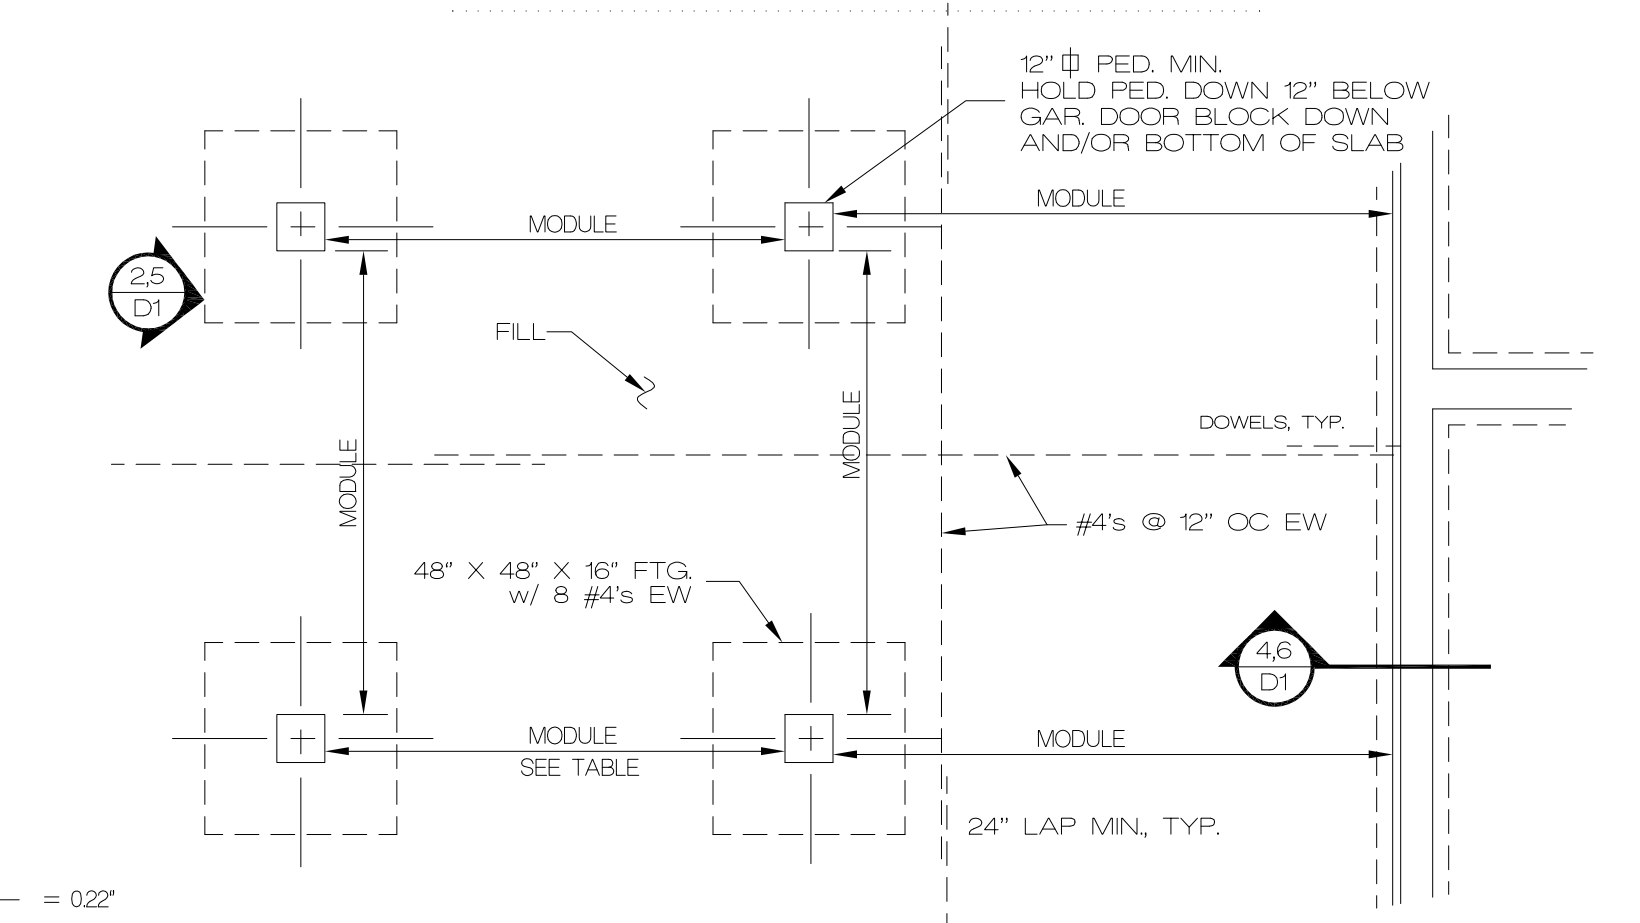 12” PED. MIN.
HOLD PED. DOWN 12” BELOW
GAR. DOOR BLOCK DOWN
AND/OR BOTTOM OF SLAB
MODULE
MODULE
2,5
D1
FILL
MODULE
MODULE
DOWELS, TYP.
#4's @ 12” OC EW
48” X 48” X 16” FTG.
w/ 8 #4's EW
4,6
D1
MODULE
SEE TABLE
MODULE
24” LAP MIN., TYP.
= 0.22”